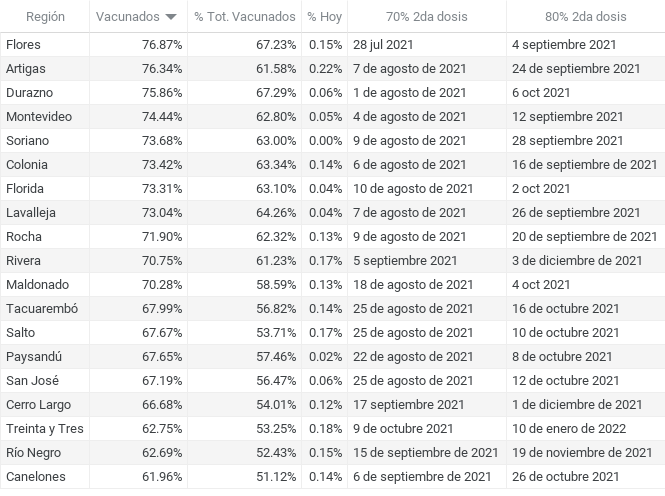 Región Vacunados % Tot. Vacunados % Hoy 70% 2da dosis 80% 2da dosis
Flores 76.87% 67.23% 0.15% 28 jul 2021 4 septiembre 2021
Artigas 76.34% 61.58% 0.22% 7 de agosto de 2021 24 de septiembre 2021
Durazno 75.86% 67.29% 0.06% 1 de agosto de 2021 6 oct 2021
Montevideo 74.44% 62.80% 0.05% 4 de agosto de 2021 12 septiembre 2021
Soriano 73.68% 63.00% 0.00% 9 de agosto de 2021 28 septiembre 2021
Colonia 73.42% 63.34% 0.14% 6 de agosto de 2021 16 de septiembre de 2021
Florida 73.31% 63.10% 0.04% 10 de agosto de 2021 2 oct 2021
Lavalleja 73.04% 64.26% 0.04% 7 de agosto de 2021 26 de septiembre 2021
Rocha 71.90% 62.32% 0.13% 9 de agosto de 2021 20 de septiembre de 2021
Rivera 70.75% 61.23% 0.17% 5 septiembre 2021 3 de diciembre de 2021
Maldonado 70.28% 58.59% 0.13% 18 de agosto de 2021 4 oct 2021
Tacuarembó 67.99% 56.82% 0.14% 25 de agosto de 2021 16 de octubre 2021
Salto 67.67% 53.71% 0.17% 25 de agosto de 2021 10 de octubre 2021
Paysandú 67.65% 57.46% 0.02% 22 de agosto de 2021 8 de octubre 2021
San José 67.19% 56.47% 0.06% 25 de agosto de 2021 12 de octubre 2021
Cerro Largo 66.68% 54.01% 0.12% 17 septiembre 2021 1 de diciembre de 2021
Treinta y Tres 62.75% 53.25% 0.18% 9 de octubre 2021 10 de enero de 2022
Río Negro 62.69% 52.43% 0.15% 15 de septiembre de 2021 19 de noviembre de 2021
Canelones 61.96% 51.12% 0.14% 6 de septiembre de 2021 26 de octubre 2021